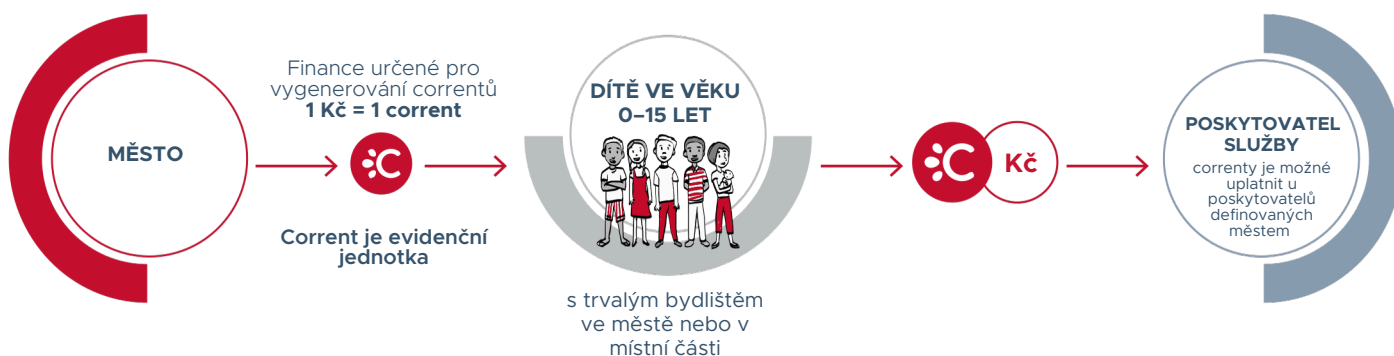 MĚSTO
Finance určené pro
vygenerování correntů
1 Kč = 1 corrent
C
Corrent je evidenční
jednotka
DÍTĚ VE VĚKU
0–15 LET
s trvalým bydlištěm
ve městě nebo v
místní části
C
Kč
POSKYTOVATEL
SLUŽBY
correnty je možné
uplatnit u
poskytovatelů
definovaných
městem